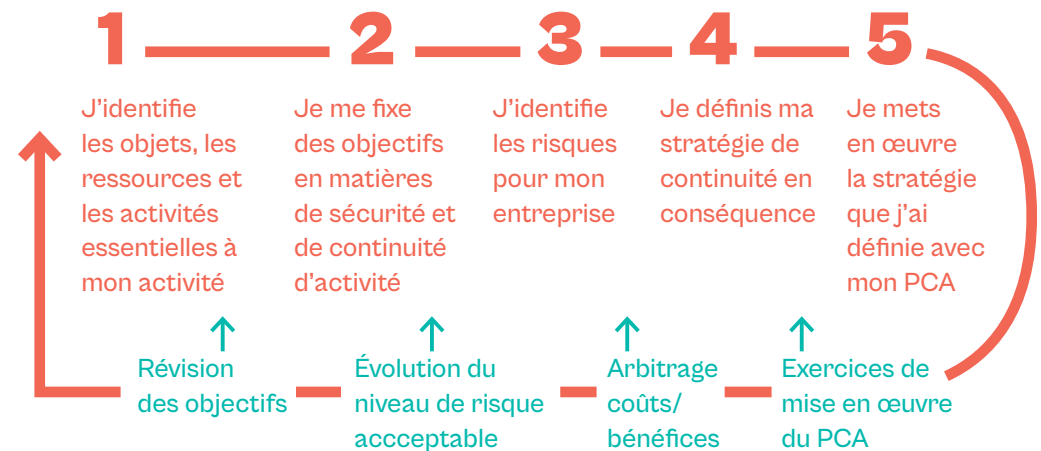 1
J'identifie
les objets, les
ressources et
les activités
essentielles à
mon activité
2
Je me fixe
des objectifs
en matières
de sécurité et
de continuité
d'activité
3
J'identifie
les risques
pour mon
entreprise
4
Je définis ma
stratégie de
continuité en
conséquence
5
Je mets
en œuvre
la stratégie
que j'ai
définie avec
mon PCA
Révision
des objectifs
Évolution du
niveau de risque
accceptable
Arbitrage
coûts/
bénéfices
Exercices de
mise en œuvre
du PCA